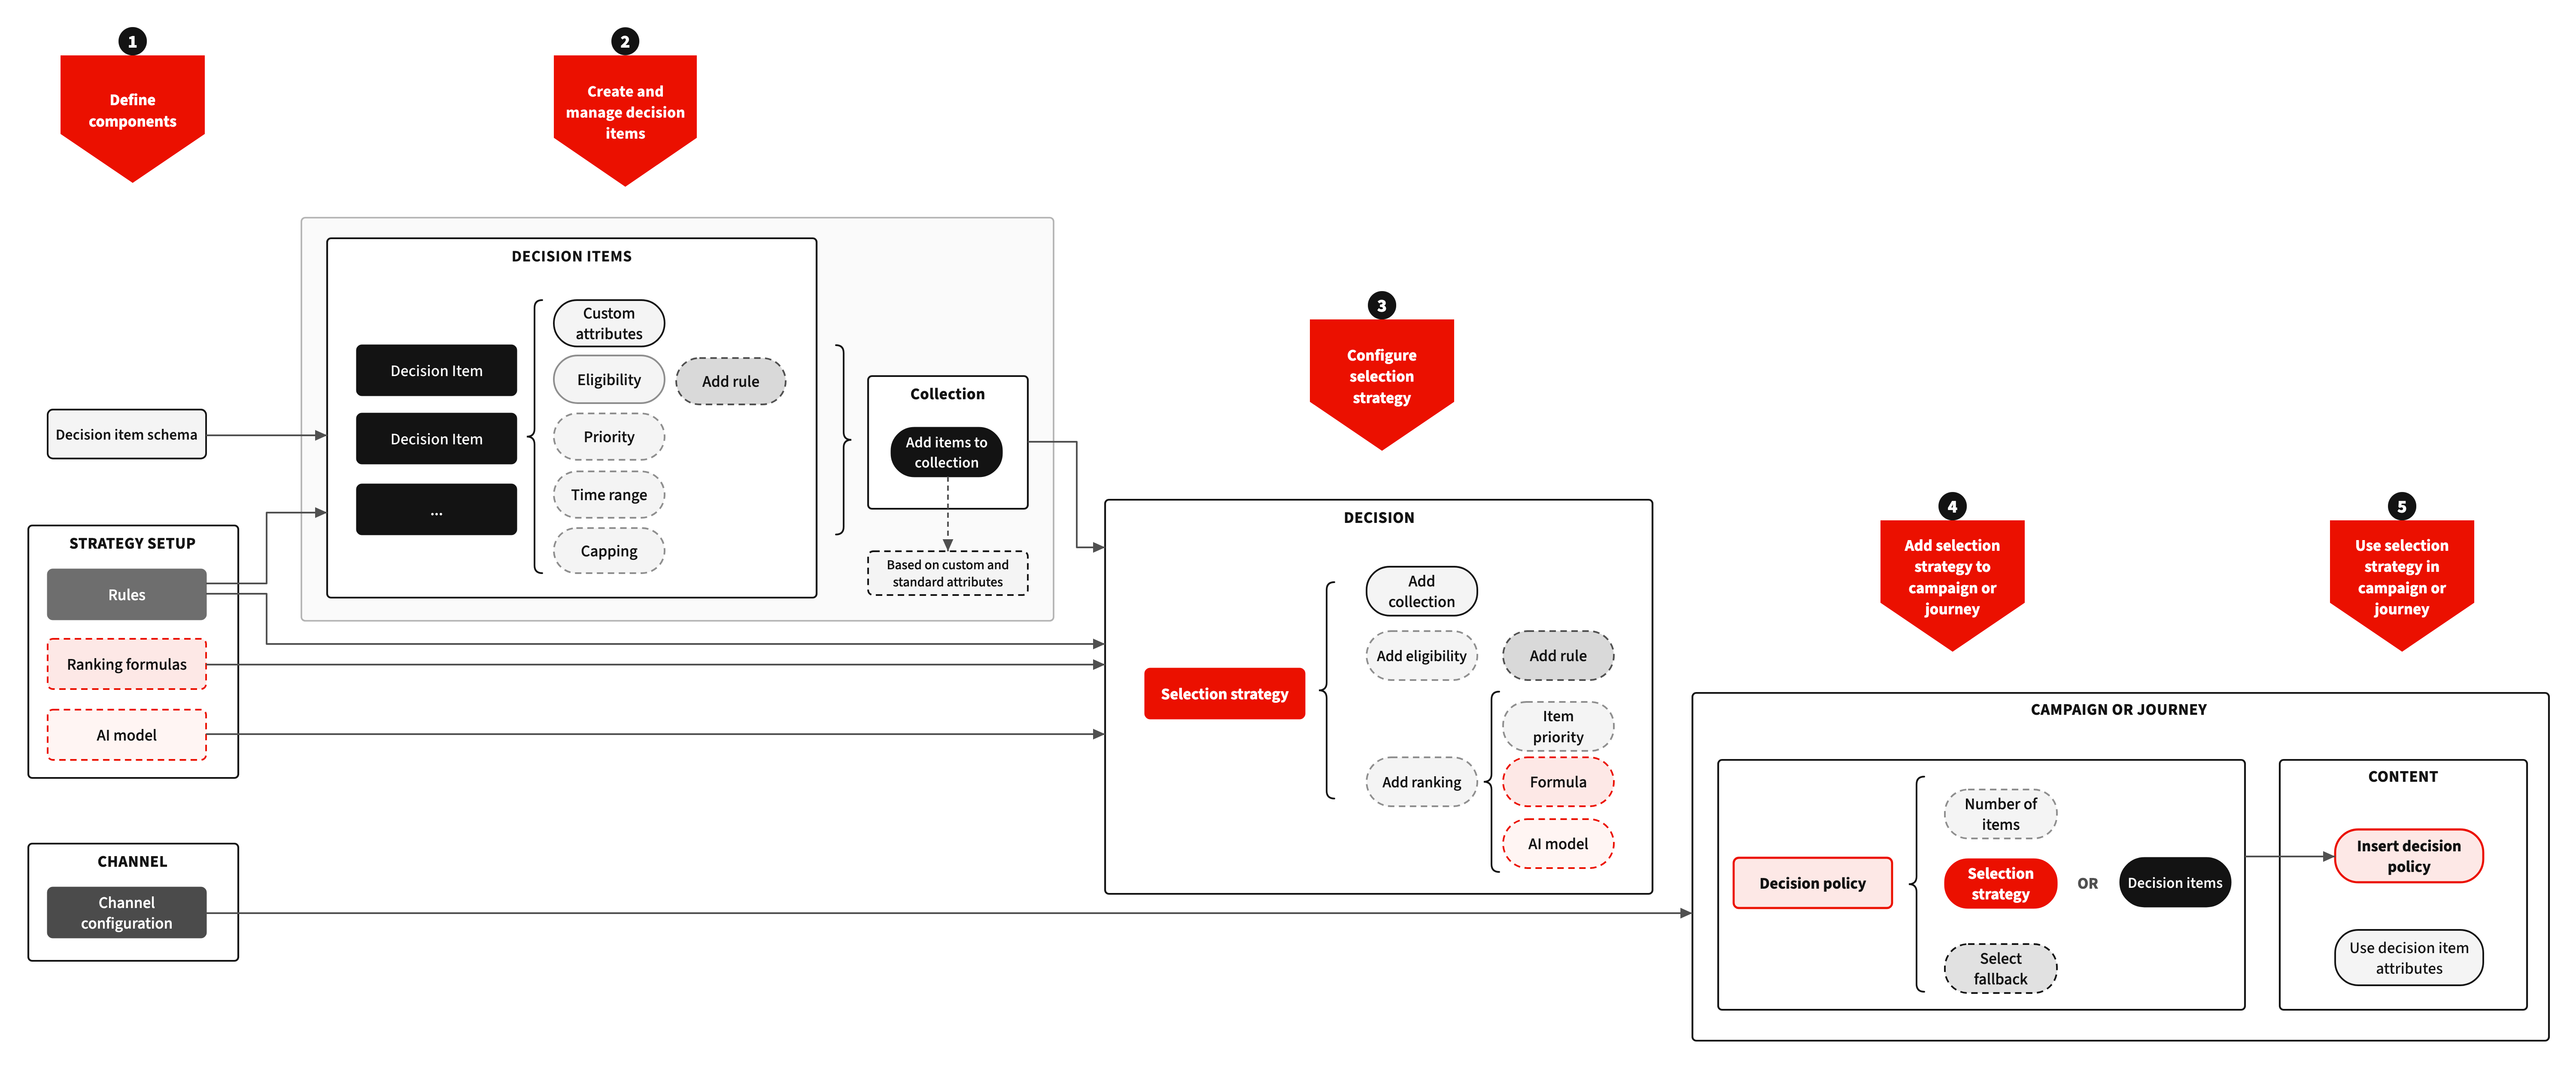 1
Define
components
2
Create and
manage decision
items
3
Configure
selection
strategy
4
Add selection
strategy to
campaign or
journey
5
Use selection
strategy in
campaign or
journey
Decision item schema
STRATEGY SETUP
Rules
Ranking formulas
AI model
CHANNEL
Channel
configuration
DECISION ITEMS
Decision Item
Decision Item
...
Custom
attributes
Eligibility
Add rule
Priority
Time range
Capping
Collection
Add items to
collection
Based on custom and
standard attributes
DECISION
Selection strategy
Add
collection
Add eligibility
Add rule
Add ranking
Item
priority
Formula
AI model
CAMPAIGN OR JOURNEY
Decision policy
Number of
items
Selection
strategy
OR
Decision items
Select
fallback
CONTENT
Insert decision
policy
Use decision item
attributes